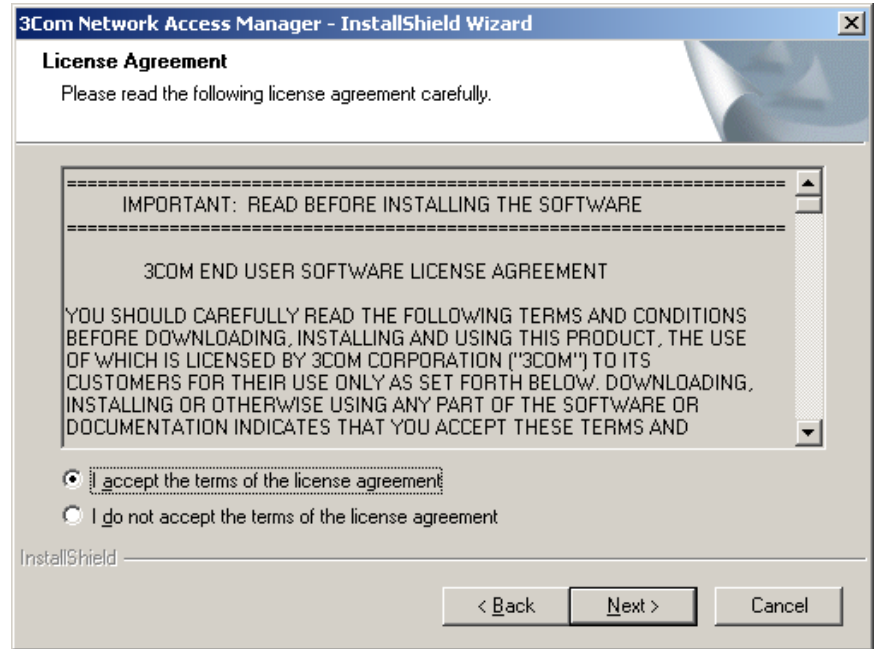 3Com Network Access Manager - InstallShield Wizard
License Agreement
Please read the following license agreement carefully.
======================================================================
IMPORTANT: READ BEFORE INSTALLING THE SOFTWARE
======================================================================
3COM END USER SOFTWARE LICENSE AGREEMENT
YOU SHOULD CAREFULLY READ THE FOLLOWING TERMS AND CONDITIONS
BEFORE DOWNLOADING, INSTALLING AND USING THIS PRODUCT, THE USE
OF WHICH IS LICENSED BY 3COM CORPORATION ("3COM") TO ITS
CUSTOMERS FOR THEIR USE ONLY AS SET FORTH BELOW. DOWNLOADING,
INSTALLING OR OTHERWISE USING ANY PART OF THE SOFTWARE OR
DOCUMENTATION INDICATES THAT YOU ACCEPT THESE TERMS AND
I accept the terms of the license agreement
I do not accept the terms of the license agreement
InstallShield
< Back Next > Cancel